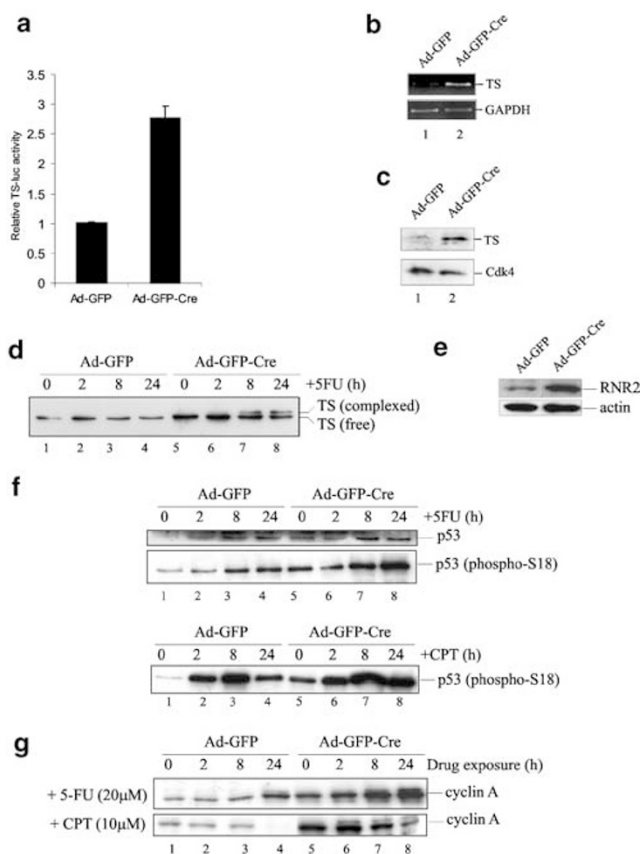 a
Relative TS-luc activity
3.5
3
2.5
2
1.5
1
0.5
0
Ad-GFP Ad-GFP-Cre
b
Ad-GFP Ad-GFP-Cre
TS
GAPDH
1 2
c
Ad-GFP Ad-GFP-Cre
TS
Cdk4
1 2
d
Ad-GFP Ad-GFP-Cre
0 2 8 24 0 2 8 24 +5FU (h)
TS (complexed)
TS (free)
1 2 3 4 5 6 7 8
e
Ad-GFP Ad-GFP-Cre
RNR2
actin
f
Ad-GFP Ad-GFP-Cre
0 2 8 24 0 2 8 24 +5FU (h)
p53
p53 (phospho-S18)
1 2 3 4 5 6 7 8
Ad-GFP Ad-GFP-Cre
0 2 8 24 0 2 8 24 +CPT (h)
p53 (phospho-S18)
1 2 3 4 5 6 7 8
g
Ad-GFP Ad-GFP-Cre
0 2 8 24 0 2 8 24 Drug exposure (h)
+ 5-FU (20µM) cyclin A
+ CPT (10µM) cyclin A
1 2 3 4 5 6 7 8